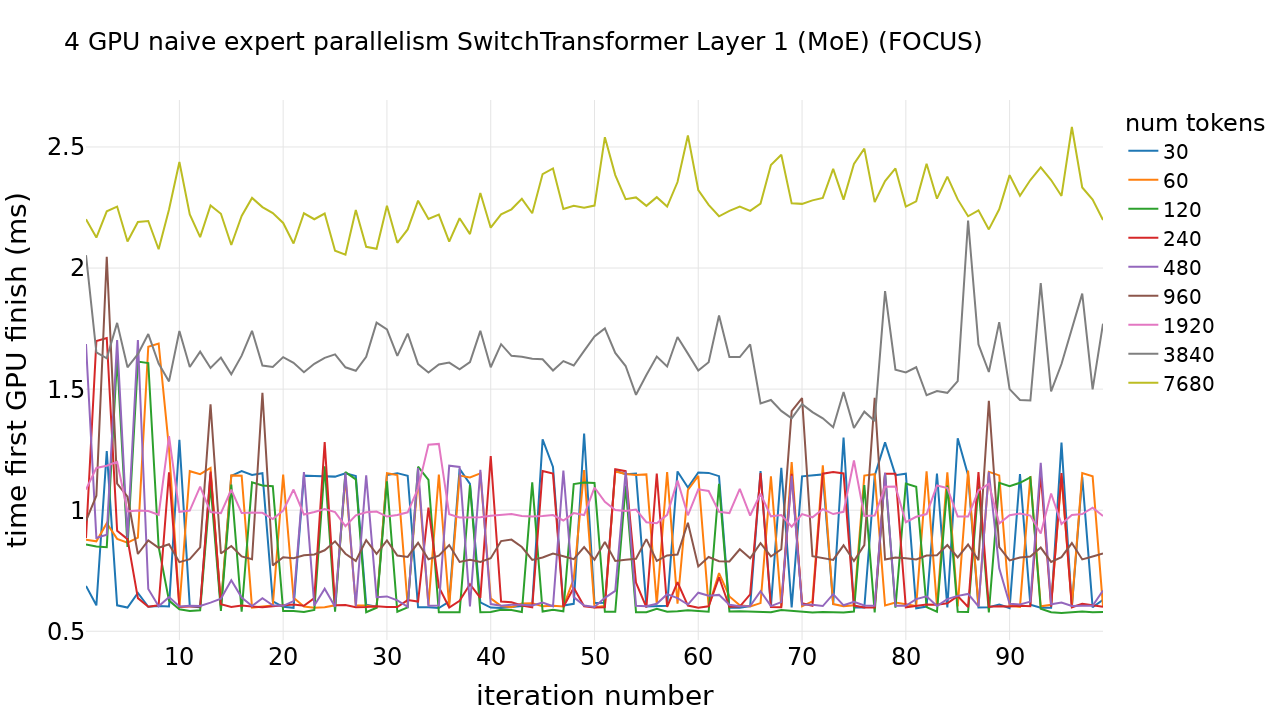 4 GPU naive expert parallelism SwitchTransformer Layer 1 (MoE) (FOCUS)
time first GPU finish (ms)
2.5
2
1.5
1
0.5
10 20 30 40 50 60 70 80 90
iteration number
num tokens
30
60
120
240
480
960
1920
3840
7680